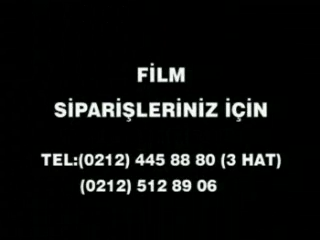 FİLM
SİPARİŞLERİNİZ İÇİN
TEL:(0212) 445 88 80 (3 HAT)
(0212) 512 89 06